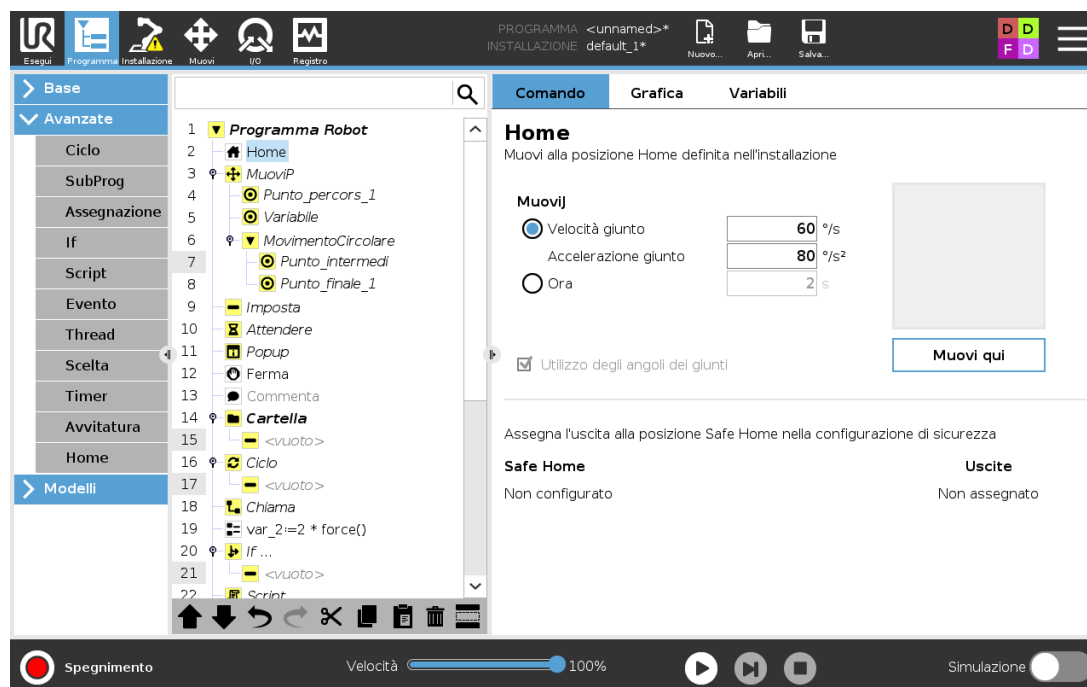 PROGRAMMA <unnamed>*
INSTALLAZIONE default_1*
Nuovo... Apri... Salva...
D D
F D
UR
Esegui Programma Installazione Muovi I/O Registro
Base
Avanzate
Ciclo
SubProg
Assegnazione
If
Script
Evento
Thread
Scelta
Timer
Avvitatura
Home
Modelli
1 Programma Robot
2 Home
3 MuoviP
4 Punto_percors_1
5 Variabile
6 MovimentoCircolare
7 Punto_intermedi
8 Punto_finale_1
9 Imposta
10 Attendere
11 Popup
12 Ferma
13 Commenta
14 Cartella
15 <vuoto>
16 Ciclo
17 <vuoto>
18 Chiama
19 var_2:=2 * force()
20 If ...
21 <vuoto>
22 Script
Comando Grafica Variabili
Home
Muovi alla posizione Home definita nell'installazione
MuoviJ
Velocità giunto 60 °/s
Accelerazione giunto 80 °/s²
Ora 2 s
Utilizzo degli angoli dei giunti
Muovi qui
Assegna l'uscita alla posizione Safe Home nella configurazione di sicurezza
Safe Home Uscite
Non configurato Non assegnato
Spegnimento Velocità 100% Simulazione